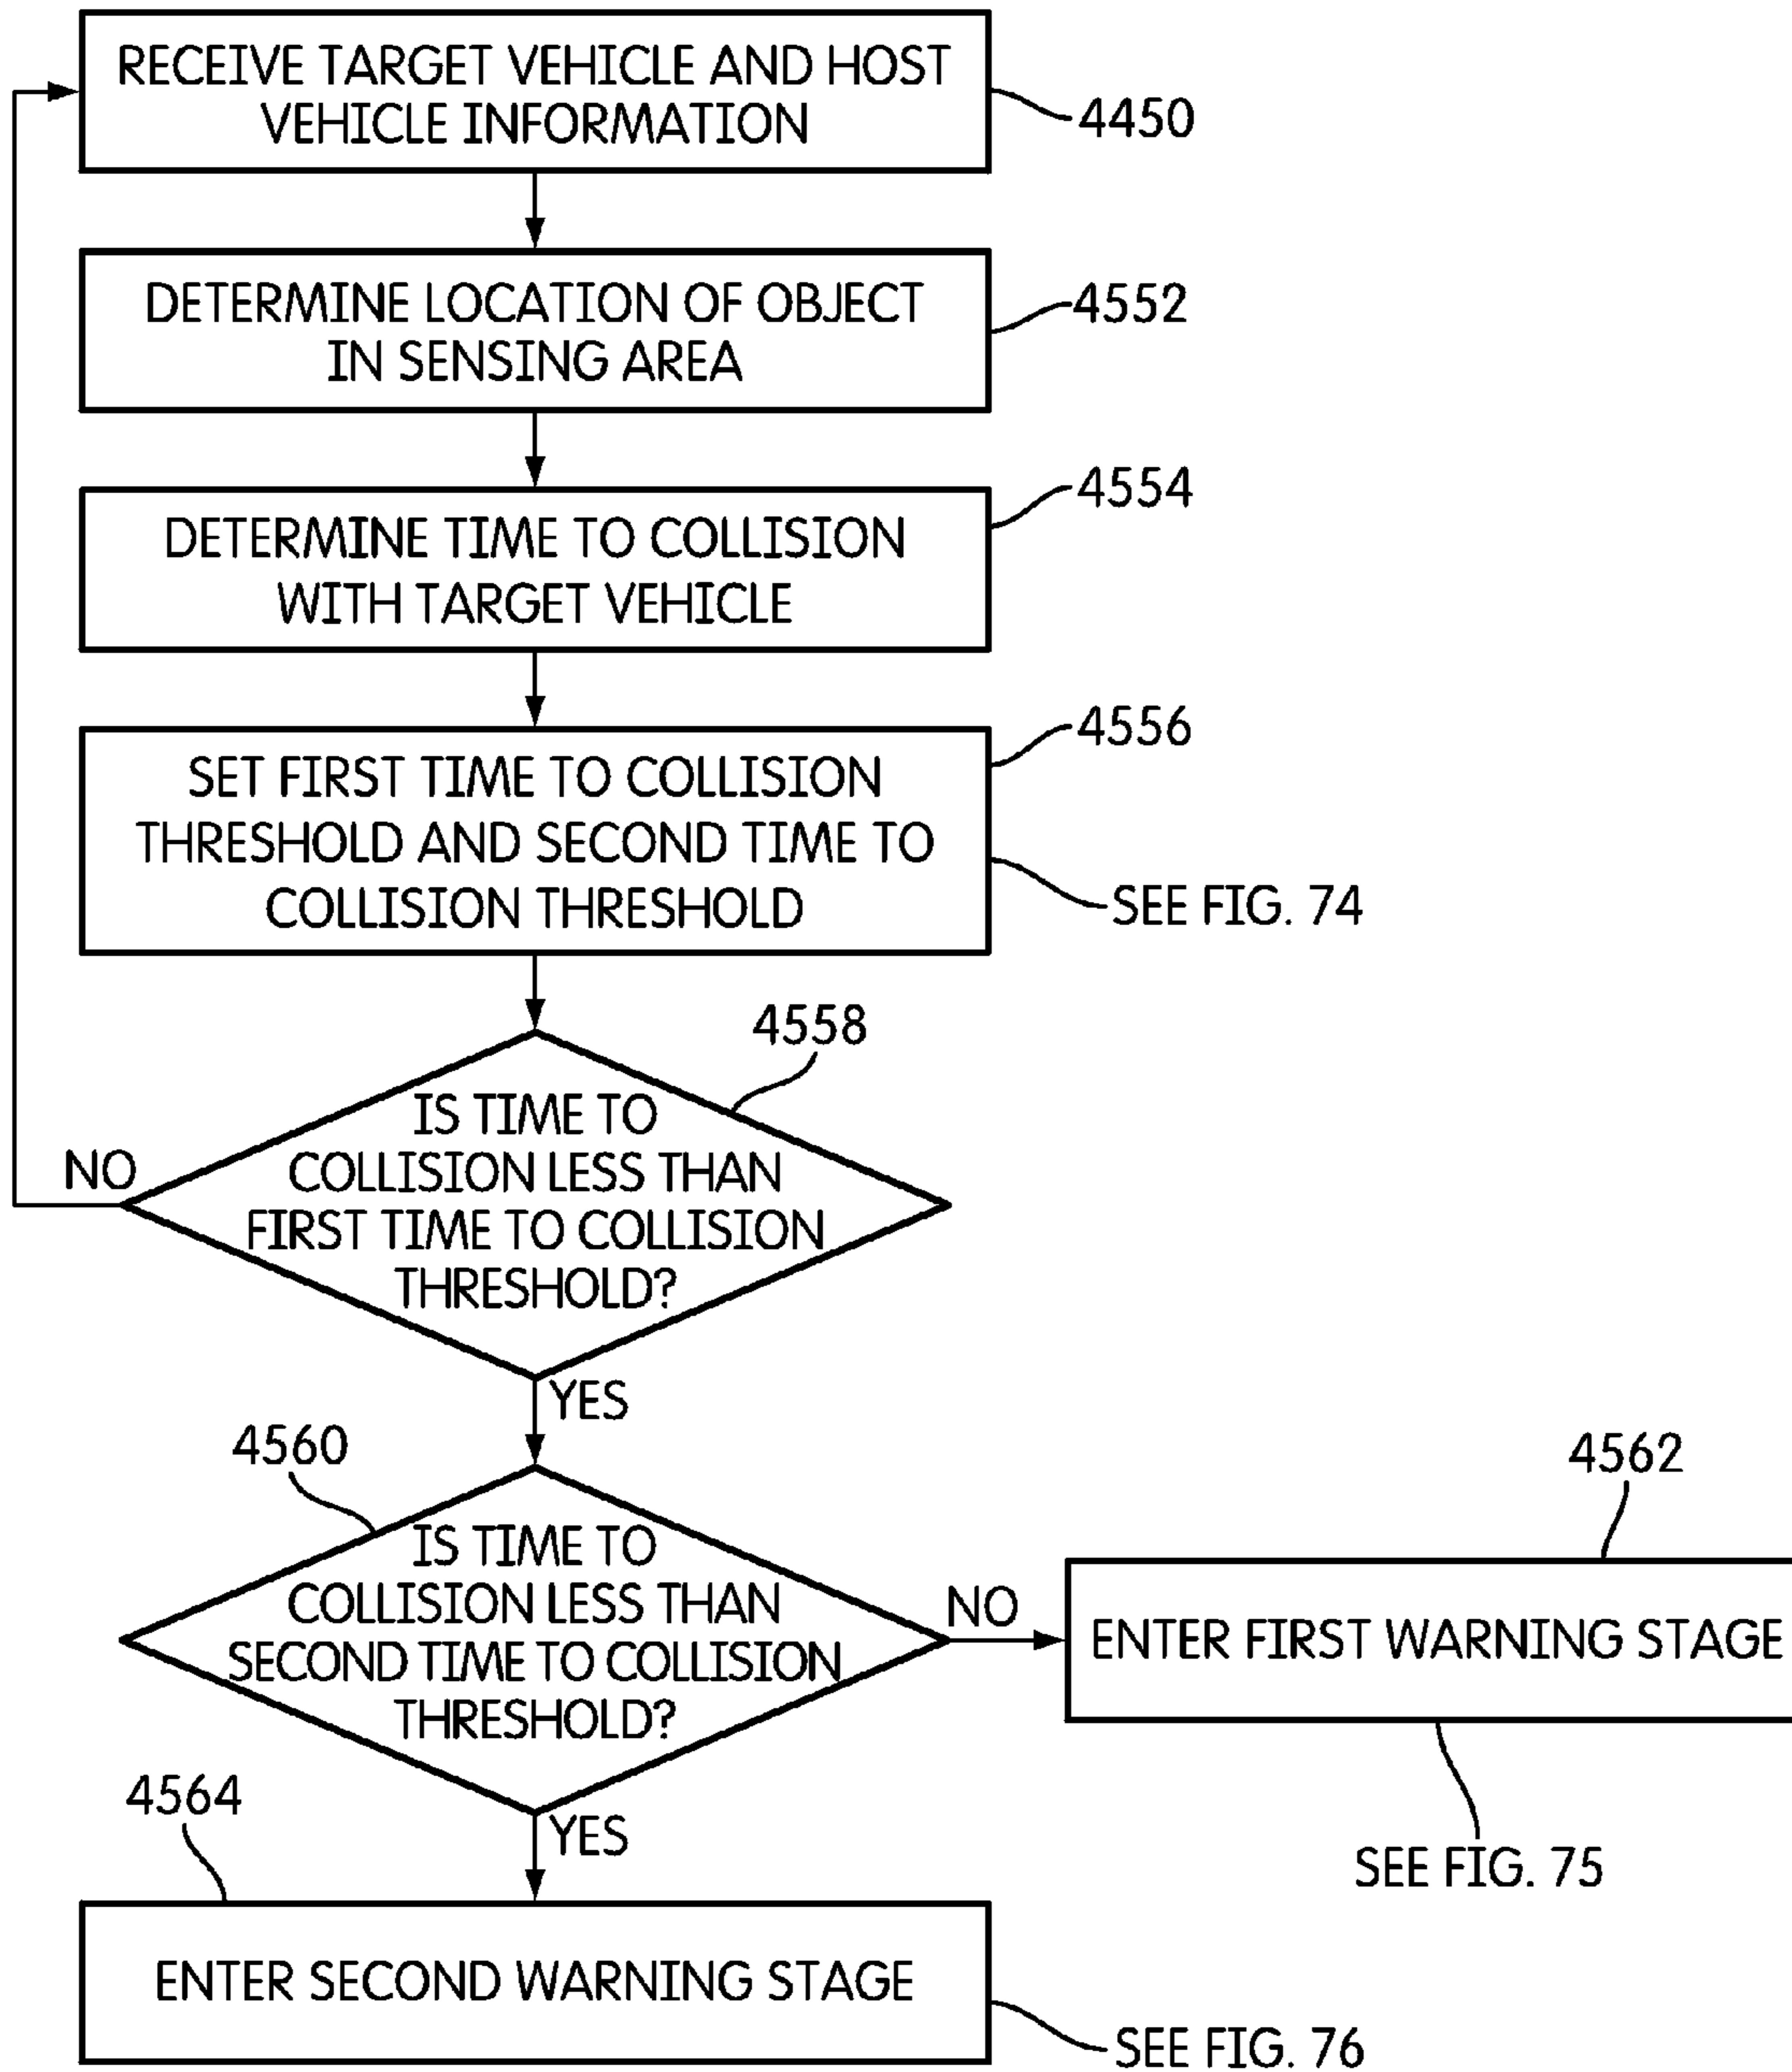 RECEIVE TARGET VEHICLE AND HOST
VEHICLE INFORMATION
4450
DETERMINE LOCATION OF OBJECT
IN SENSING AREA
4552
DETERMINE TIME TO COLLISION
WITH TARGET VEHICLE
4554
SET FIRST TIME TO COLLISION
THRESHOLD AND SECOND TIME TO
COLLISION THRESHOLD
4556
SEE FIG. 74
4558
IS TIME TO
COLLISION LESS THAN
FIRST TIME TO COLLISION
THRESHOLD?
NO
YES
4560
IS TIME TO
COLLISION LESS THAN
SECOND TIME TO COLLISION
THRESHOLD?
NO
4562
ENTER FIRST WARNING STAGE
SEE FIG. 75
YES
4564
ENTER SECOND WARNING STAGE
SEE FIG. 76